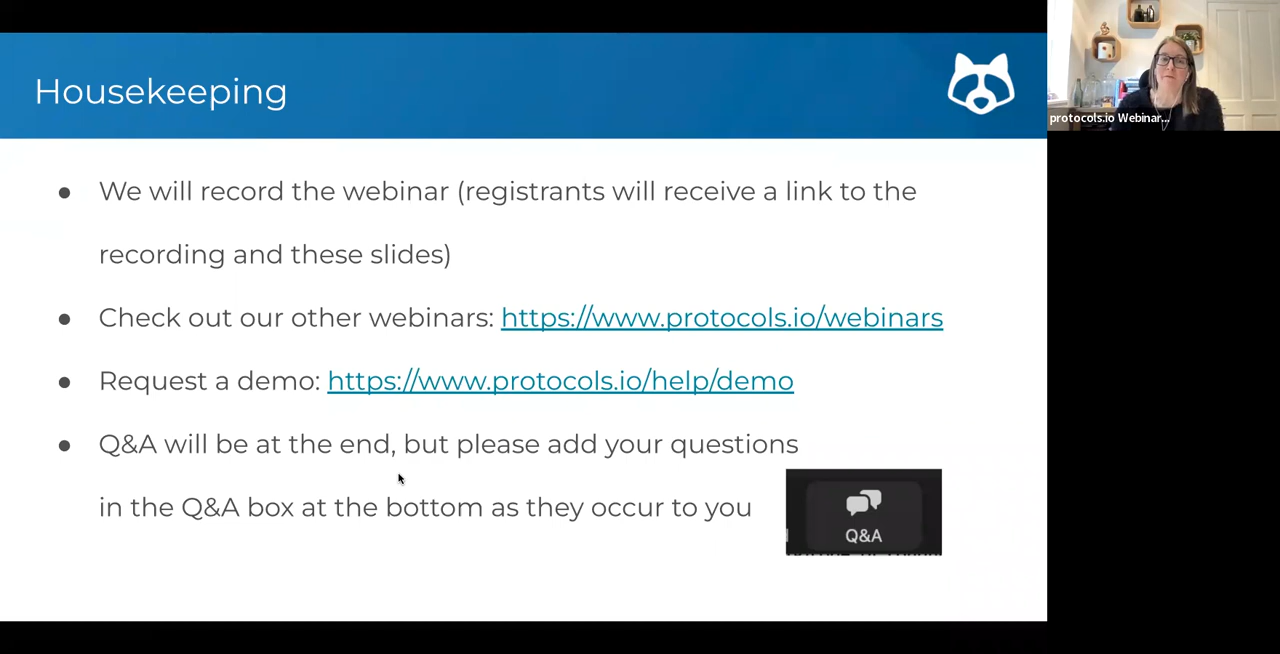 Housekeeping
protocols.io Webinar...
● We will record the webinar (registrants will receive a link to the
recording and these slides)
● Check out our other webinars: https://www.protocols.io/webinars
● Request a demo: https://www.protocols.io/help/demo
● Q&A will be at the end, but please add your questions
in the Q&A box at the bottom as they occur to you
Q&A